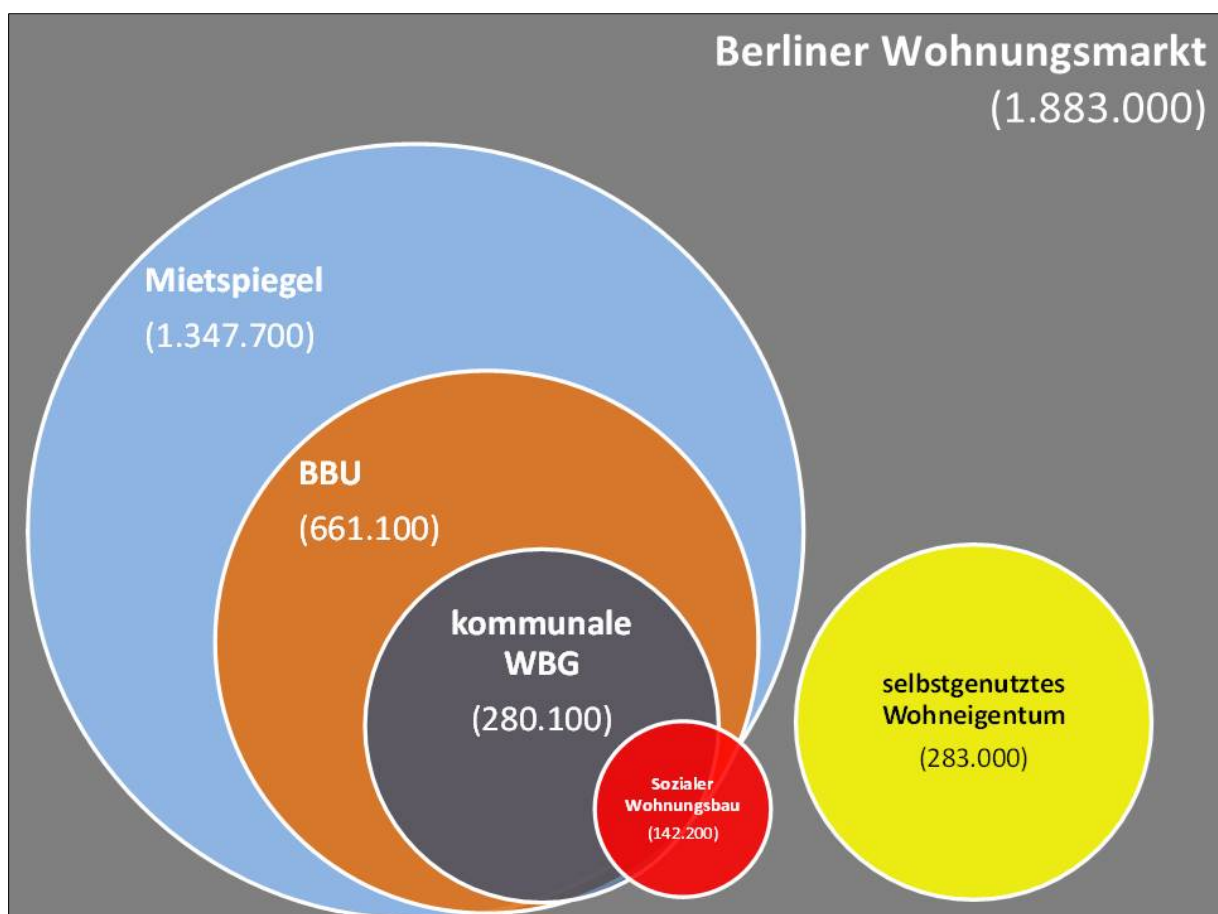 Berliner Wohnungsmarkt
(1.883.000)
Mietspiegel
(1.347.700)
BBU
(661.100)
kommunale
WBG
(280.100)
Sozialer
Wohnungsbau
(142.200)
selbstgenutztes
Wohneigentum
(283.000)